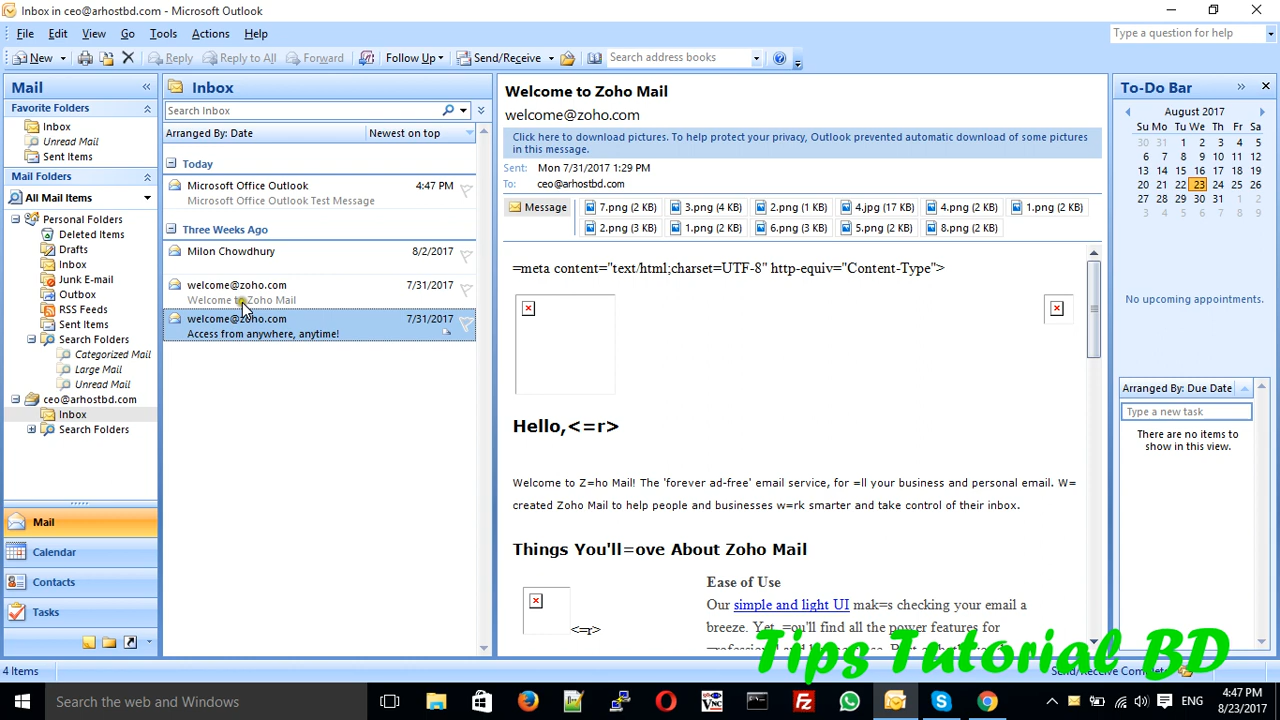 Inbox in ceo@arhostbd.com - Microsoft Outlook
File Edit View Go Tools Actions Help
Type a question for help
New Reply Reply to All Forward Follow Up Send/Receive Search address books
Mail
Favorite Folders
Inbox
Unread Mail
Sent Items
Mail Folders
All Mail Items
Personal Folders
Deleted Items
Drafts
Inbox
Junk E-mail
Outbox
RSS Feeds
Sent Items
Search Folders
Categorized Mail
Large Mail
Unread Mail
ceo@arhostbd.com
Inbox
Search Folders
Mail
Calendar
Contacts
Tasks
Inbox
Search Inbox
Arranged By: Date Newest on top
Today
Microsoft Office Outlook 4:47 PM
Microsoft Office Outlook Test Message
Three Weeks Ago
Milon Chowdhury 8/2/2017
welcome@zoho.com 7/31/2017
Welcome to Zoho Mail
welcome@zoho.com 7/31/2017
Access from anywhere, anytime!
Welcome to Zoho Mail
welcome@zoho.com
Click here to download pictures. To help protect your privacy, Outlook prevented automatic download of some pictures
in this message.
Sent: Mon 7/31/2017 1:29 PM
To: ceo@arhostbd.com
Message 7.png (2 KB) 3.png (4 KB) 2.png (1 KB) 4.jpg (17 KB) 4.png (2 KB) 1.png (2 KB)
2.png (3 KB) 1.png (2 KB) 6.png (3 KB) 5.png (2 KB) 8.png (2 KB)
=meta content="text/html;charset=UTF-8" http-equiv="Content-Type">
Hello,<=r>
Welcome to Z=ho Mail! The 'forever ad-free' email service, for =ll your business and personal email. W=
created Zoho Mail to help people and businesses w=rk smarter and take control of their inbox.
Things You'll=ove About Zoho Mail
<=r>
Ease of Use
Our simple and light UI mak=s checking your email a
breeze. Yet, =ou'll find all the power features for
To-Do Bar
August 2017
Su Mo Tu We Th Fr Sa
30 31 1 2 3 4 5
6 7 8 9 10 11 12
13 14 15 16 17 18 19
20 21 22 23 24 25 26
27 28 29 30 31 1 2
3 4 5 6 7 8 9
No upcoming appointments.
Arranged By: Due Date
Type a new task
There are no items to
show in this view.
Tips Tutorial BD
4 Items
Search the web and Windows
ENG
4:47 PM
8/23/2017